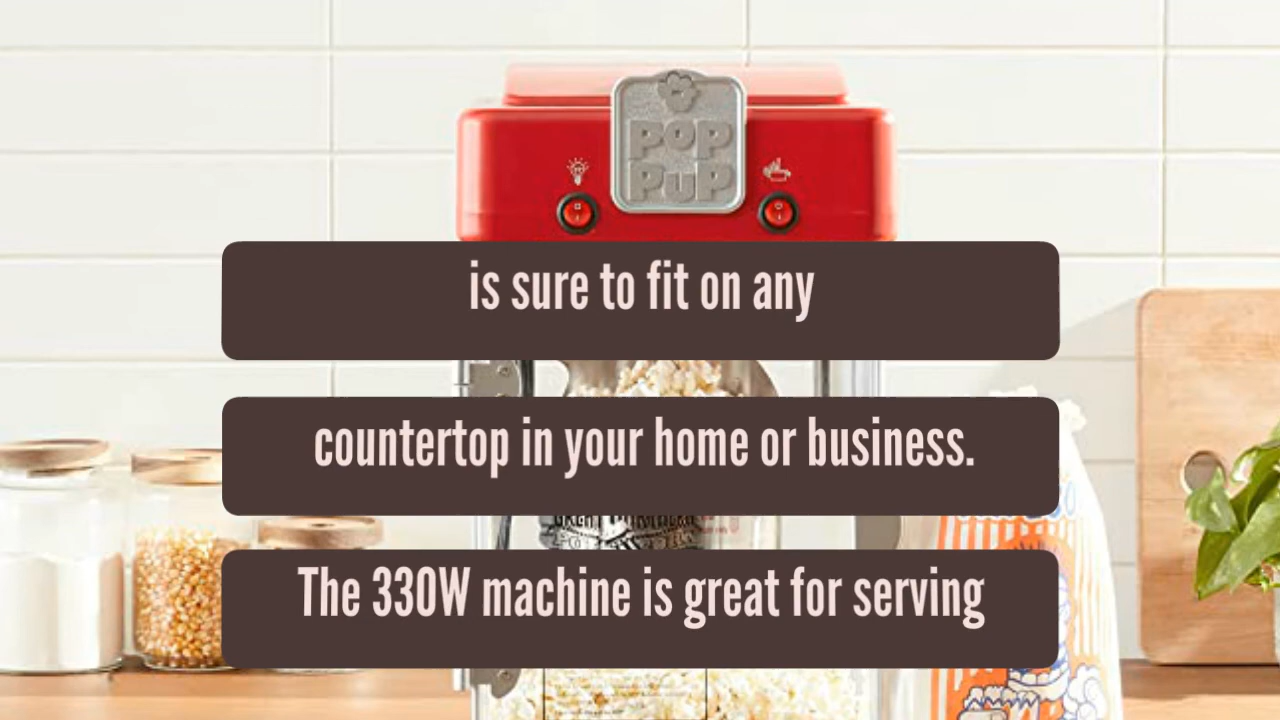 POP
PUP
is sure to fit on any
countertop in your home or business.
The 330W machine is great for serving